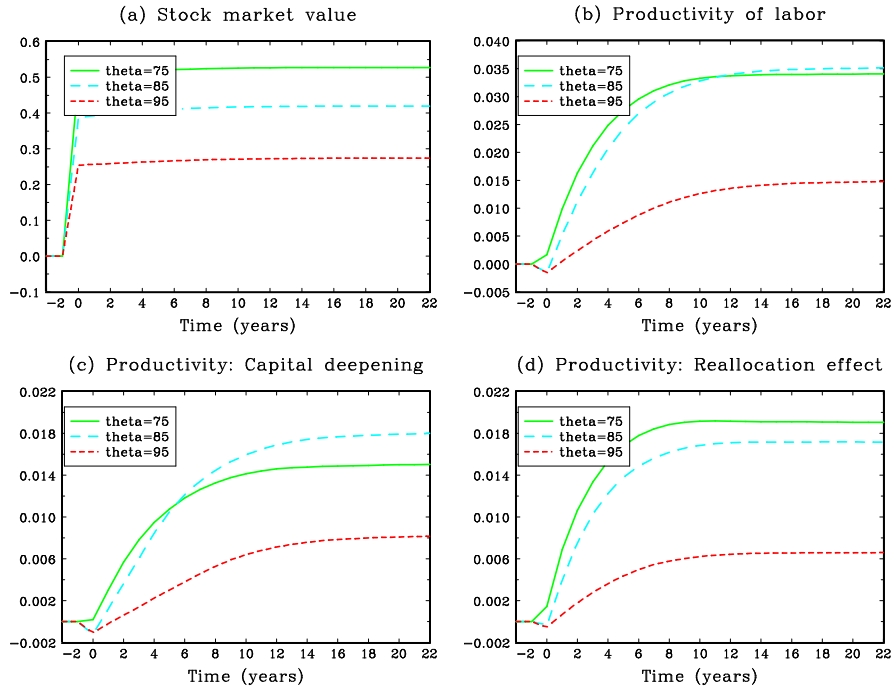 (a) Stock market value
0.6
0.5
0.4
0.3
0.2
0.1
0.0
−0.1
theta=75
theta=85
theta=95
−2 0 2 4 6 8 10 12 14 16 18 20 22
Time (years)
(b) Productivity of labor
0.040
0.035
0.030
0.025
0.020
0.015
0.010
0.005
0.000
−0.005
theta=75
theta=85
theta=95
−2 0 2 4 6 8 10 12 14 16 18 20 22
Time (years)
(c) Productivity: Capital deepening
0.022
0.018
0.014
0.010
0.006
0.002
−0.002
theta=75
theta=85
theta=95
−2 0 2 4 6 8 10 12 14 16 18 20 22
Time (years)
(d) Productivity: Reallocation effect
0.022
0.018
0.014
0.010
0.006
0.002
−0.002
theta=75
theta=85
theta=95
−2 0 2 4 6 8 10 12 14 16 18 20 22
Time (years)